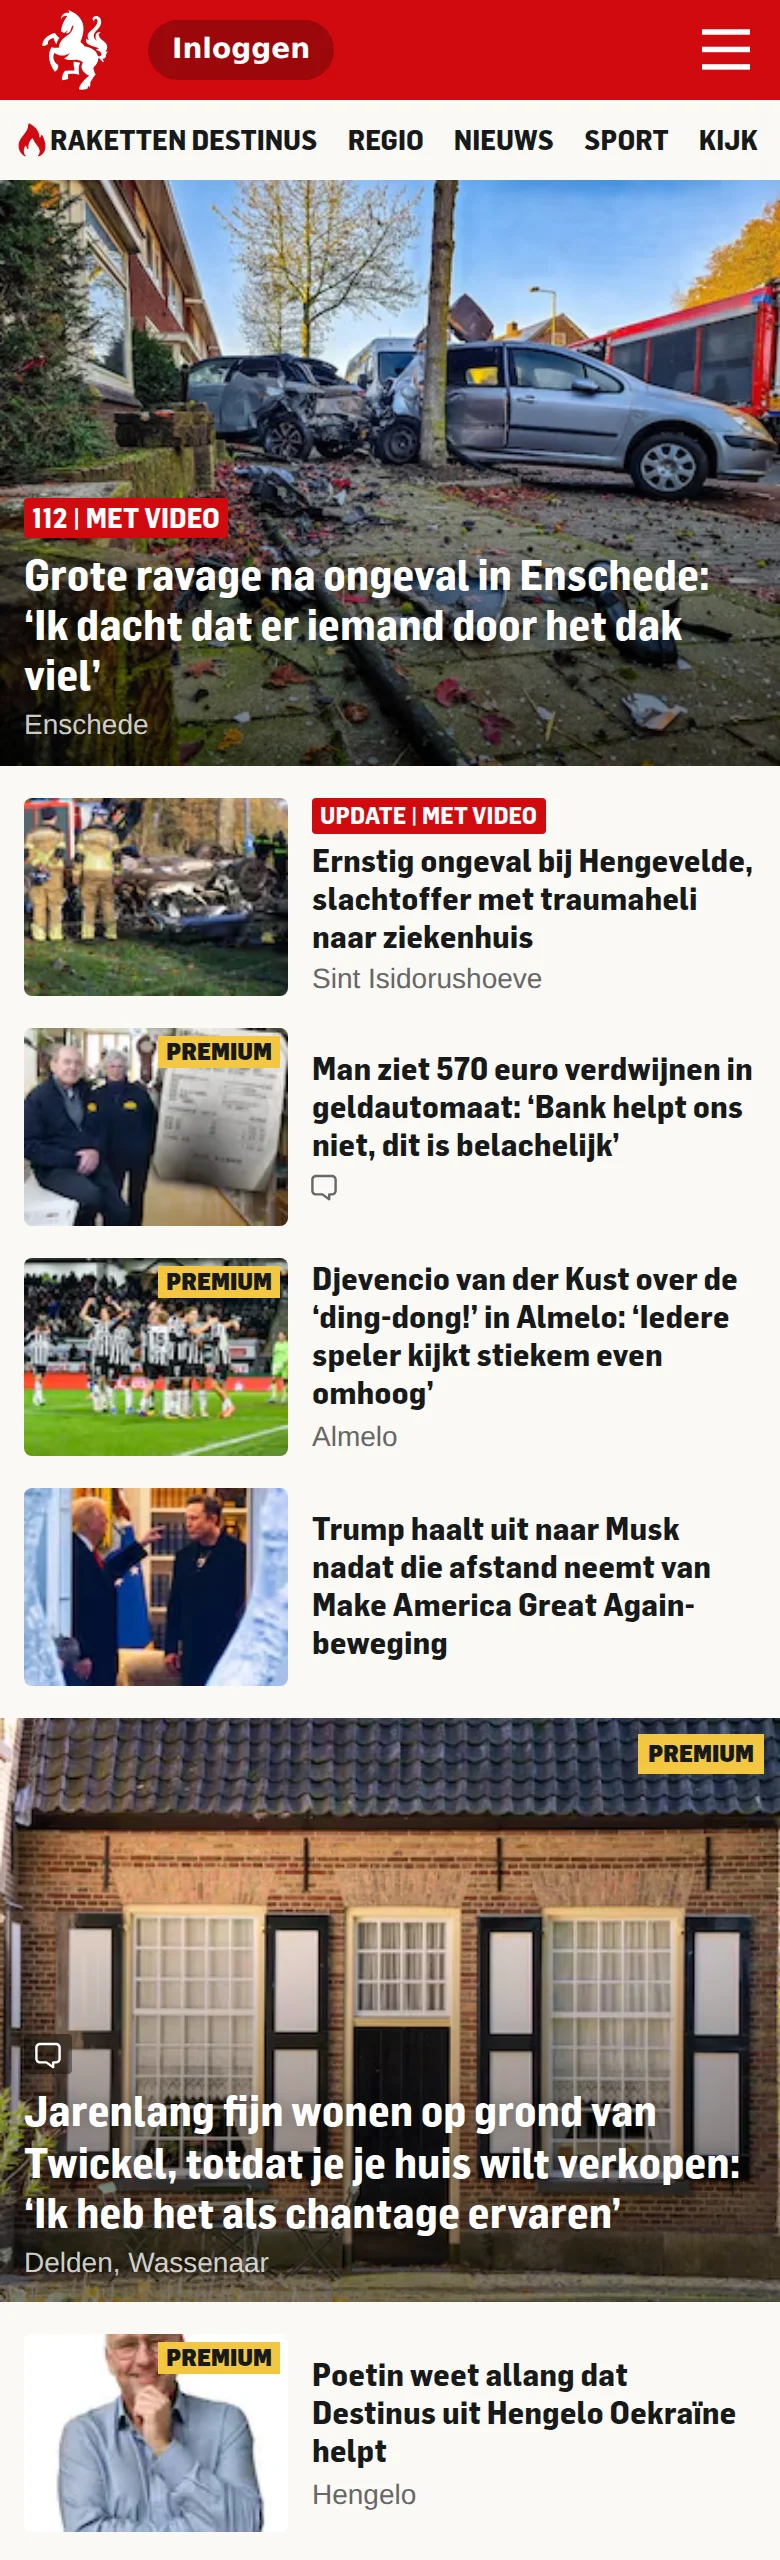 Inloggen
RAKETTEN DESTINUS REGIO NIEUWS SPORT KIJK
112 | MET VIDEO
Grote ravage na ongeval in Enschede:
‘Ik dacht dat er iemand door het dak
viel’
Enschede
UPDATE | MET VIDEO
Ernstig ongeval bij Hengevelde,
slachtoffer met traumaheli
naar ziekenhuis
Sint Isidorushoeve
PREMIUM
Man ziet 570 euro verdwijnen in
geldautomaat: ‘Bank helpt ons
niet, dit is belachelijk’
PREMIUM
Djevencio van der Kust over de
‘ding-dong!’ in Almelo: ‘Iedere
speler kijkt stiekem even
omhoog’
Almelo
Trump haalt uit naar Musk
nadat die afstand neemt van
Make America Great Again-
beweging
PREMIUM
Jarenlang fijn wonen op grond van
Twickel, totdat je je huis wilt verkopen:
‘Ik heb het als chantage ervaren’
Delden, Wassenaar
PREMIUM
Poetin weet allang dat
Destinus uit Hengelo Oekraïne
helpt
Hengelo